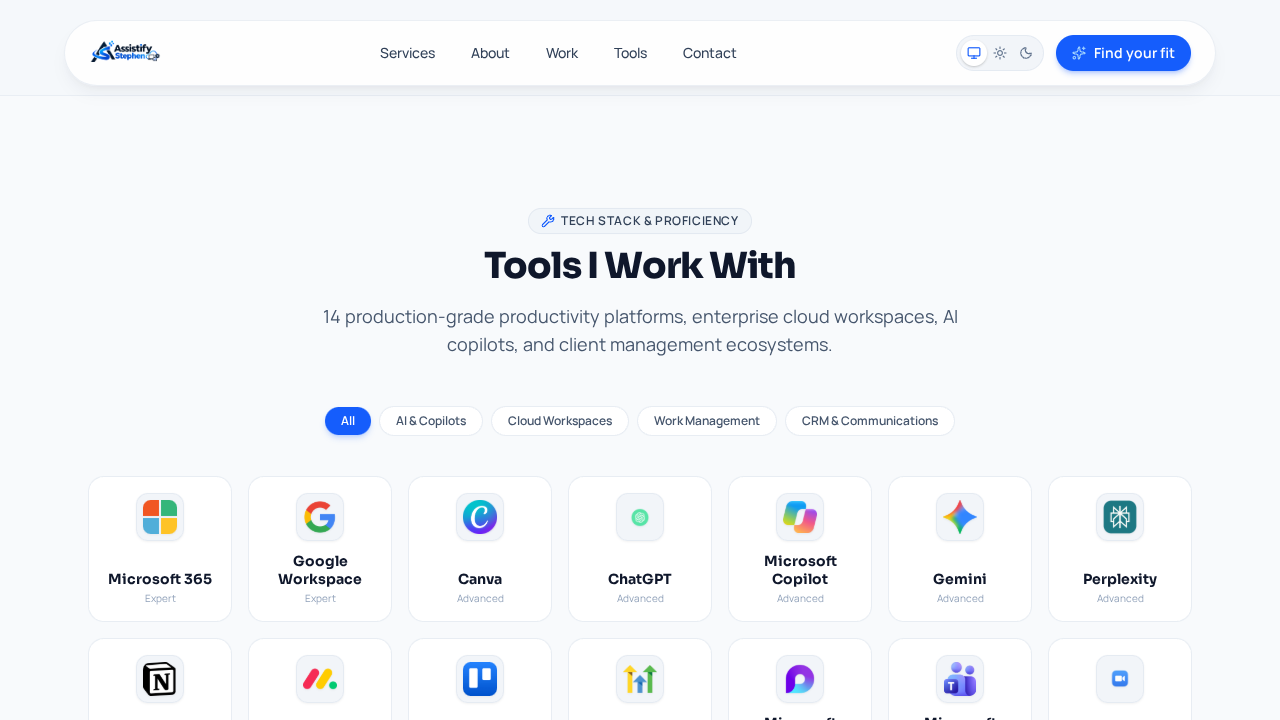 Assistify
Stephen
Services
About
Work
Tools
Contact
Find your fit
TECH STACK & PROFICIENCY
Tools I Work With
14 production-grade productivity platforms, enterprise cloud workspaces, AI
copilots, and client management ecosystems.
All
AI & Copilots
Cloud Workspaces
Work Management
CRM & Communications
Microsoft 365
Expert
Google
Workspace
Expert
Canva
Advanced
ChatGPT
Advanced
Microsoft
Copilot
Advanced
Gemini
Advanced
Perplexity
Advanced
Microsoft
Microsoft